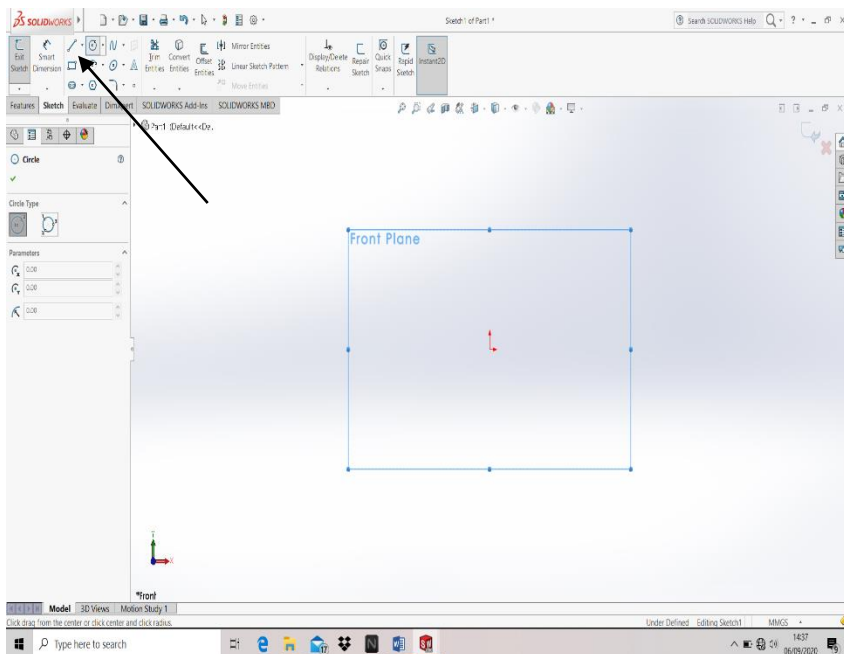 SOLIDWORKS
Sketch1 of Part1 *
Search SOLIDWORKS Help
Exit Sketch
Smart Dimension
Trim Entities
Convert Entities
Offset Entities
Mirror Entities
Linear Sketch Pattern
Move Entities
Display/Delete Relations
Repair Sketch
Quick Snaps
Rapid Sketch
Instant2D
Features Sketch Evaluate SOLIDWORKS Add-Ins SOLIDWORKS MBD
(Default<<De.
Circle
Circle Type
Front Plane
Parameters
0.00
0.00
0.00
Y
X
*Front
Model 3D Views Motion Study 1
Click drag from the center or click center and click radius.
Under Defined Editing Sketch1 MMGS
Type here to search
17
N
14:37
06/09/2020